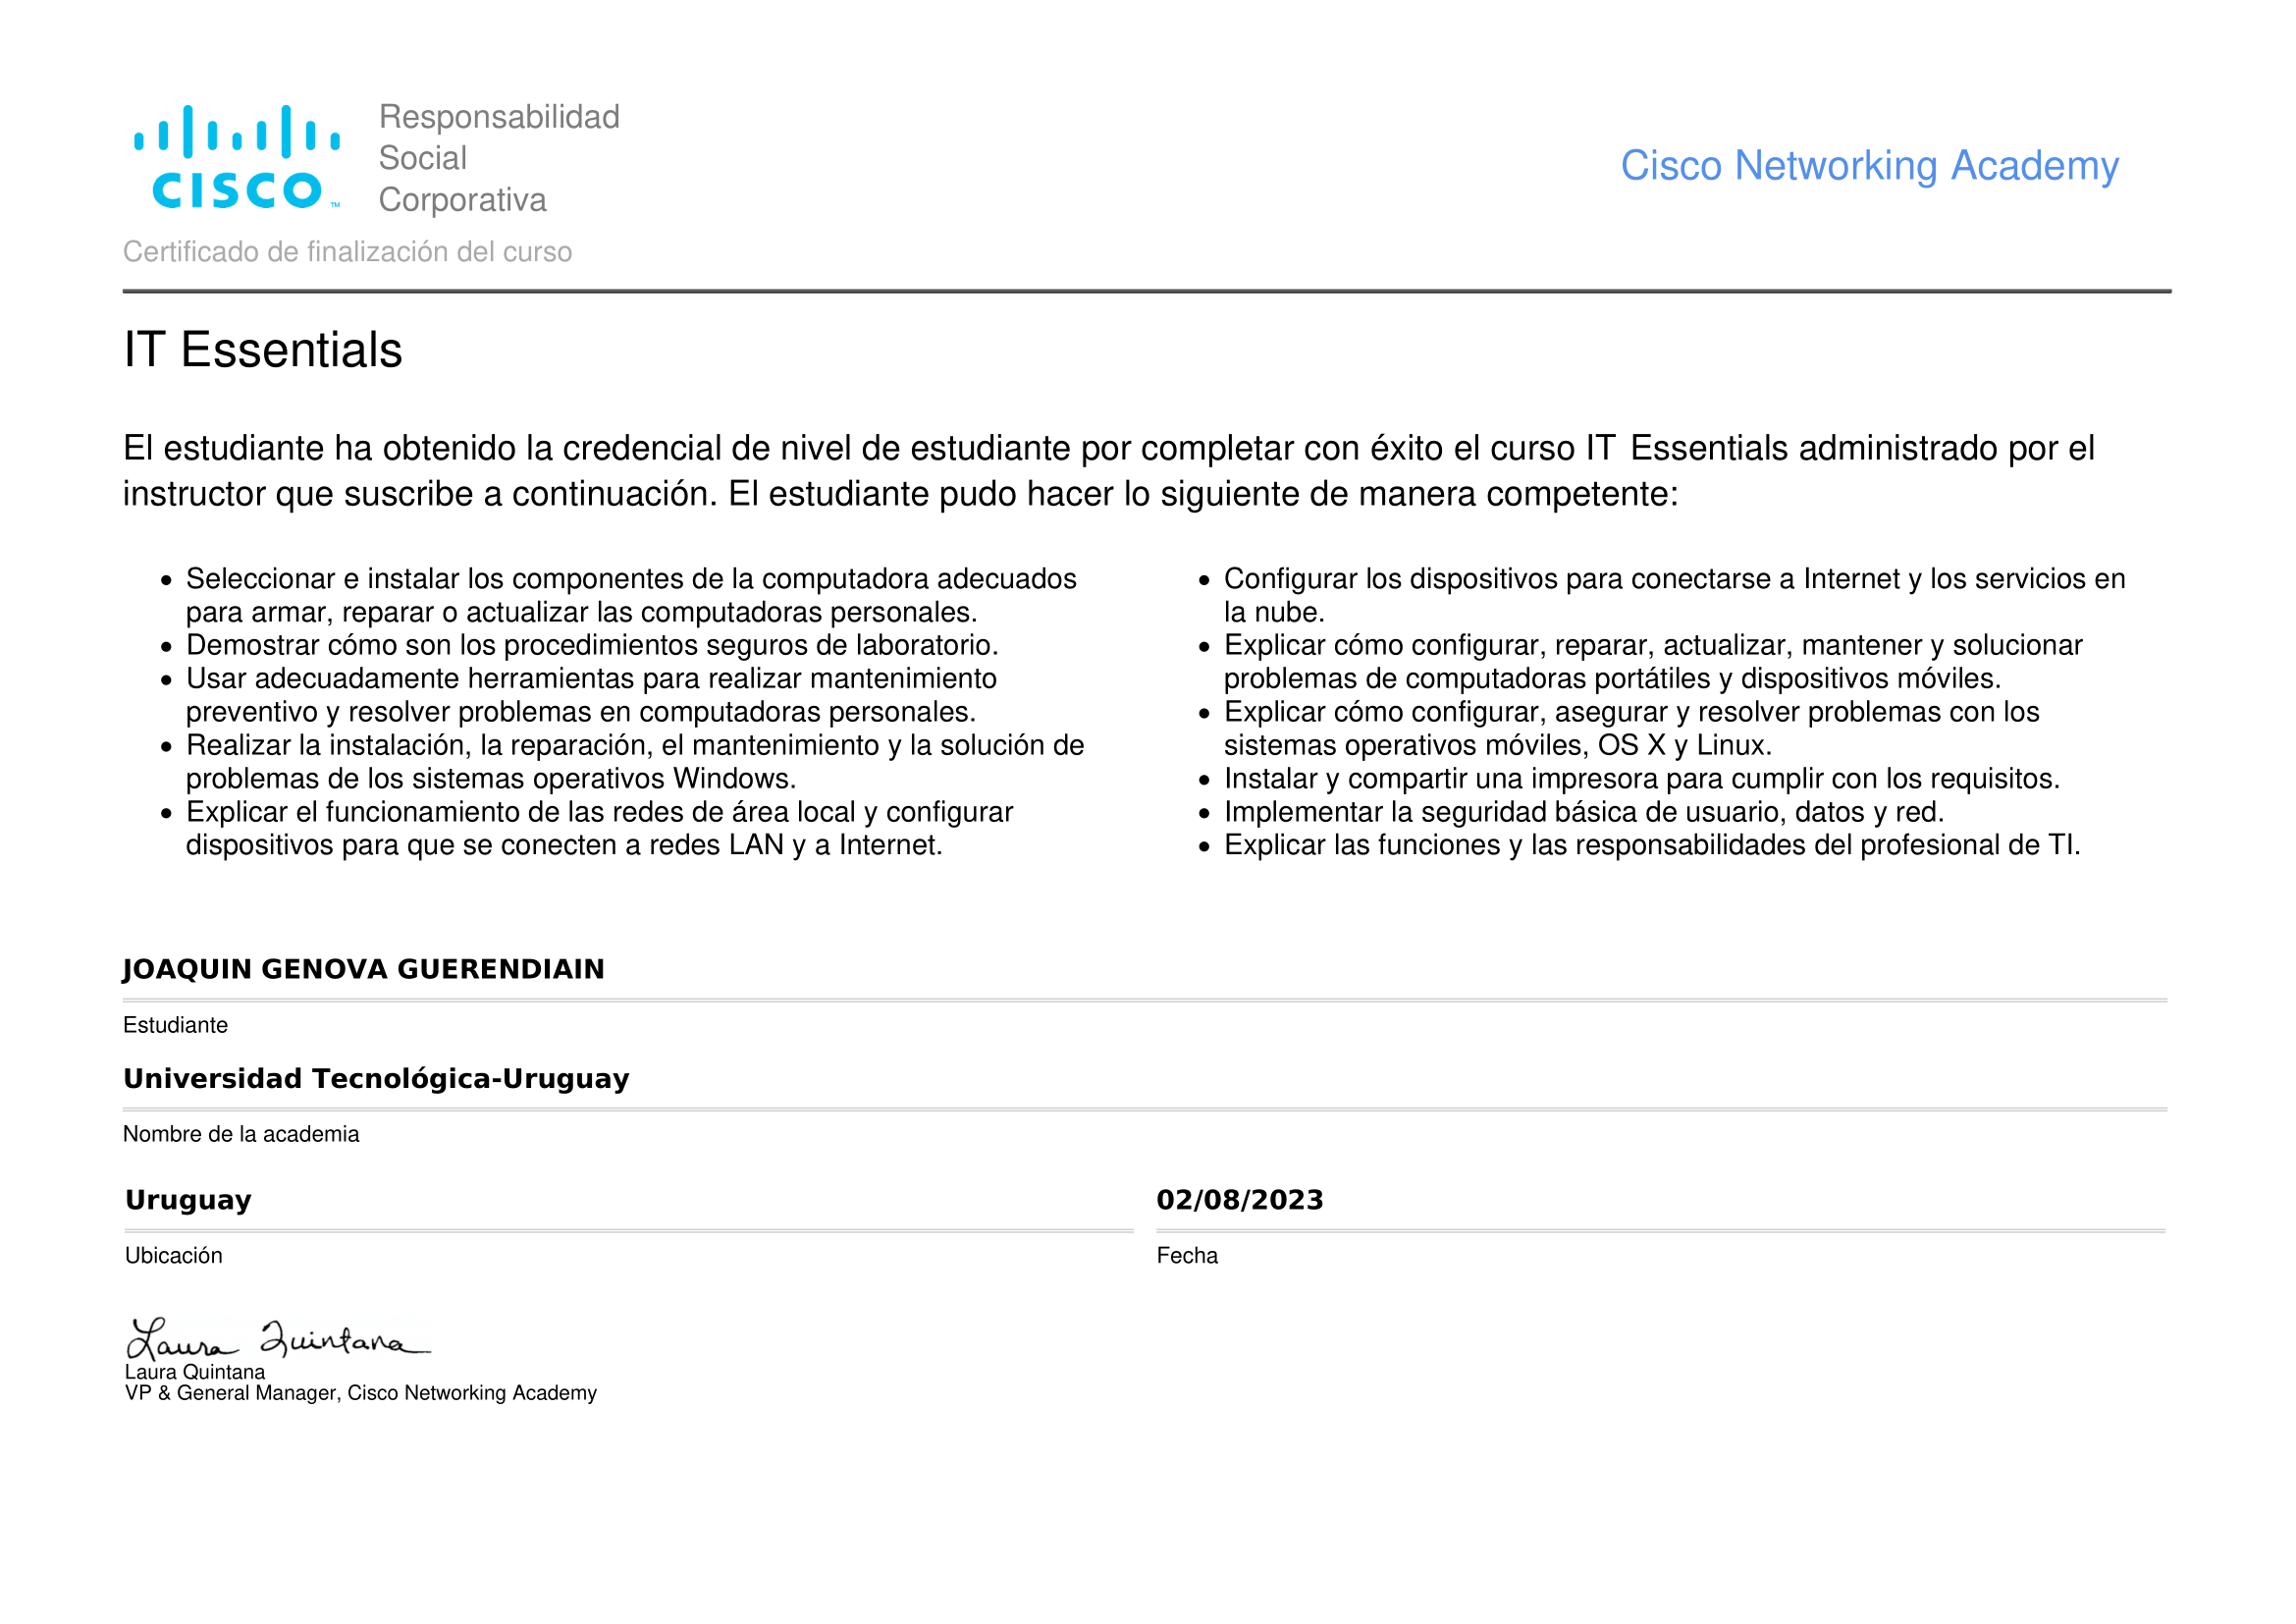 CISCO™
Responsabilidad
Social
Corporativa
Cisco Networking Academy
Certificado de finalización del curso
IT Essentials
El estudiante ha obtenido la credencial de nivel de estudiante por completar con éxito el curso IT Essentials administrado por el
instructor que suscribe a continuación. El estudiante pudo hacer lo siguiente de manera competente:
• Seleccionar e instalar los componentes de la computadora adecuados
para armar, reparar o actualizar las computadoras personales.
• Demostrar cómo son los procedimientos seguros de laboratorio.
• Usar adecuadamente herramientas para realizar mantenimiento
preventivo y resolver problemas en computadoras personales.
• Realizar la instalación, la reparación, el mantenimiento y la solución de
problemas de los sistemas operativos Windows.
• Explicar el funcionamiento de las redes de área local y configurar
dispositivos para que se conecten a redes LAN y a Internet.
• Configurar los dispositivos para conectarse a Internet y los servicios en
la nube.
• Explicar cómo configurar, reparar, actualizar, mantener y solucionar
problemas de computadoras portátiles y dispositivos móviles.
• Explicar cómo configurar, asegurar y resolver problemas con los
sistemas operativos móviles, OS X y Linux.
• Instalar y compartir una impresora para cumplir con los requisitos.
• Implementar la seguridad básica de usuario, datos y red.
• Explicar las funciones y las responsabilidades del profesional de TI.
JOAQUIN GENOVA GUERENDIAIN
Estudiante
Universidad Tecnológica-Uruguay
Nombre de la academia
Uruguay
Ubicación
02/08/2023
Fecha
Laura Quintana
Laura Quintana
VP & General Manager, Cisco Networking Academy